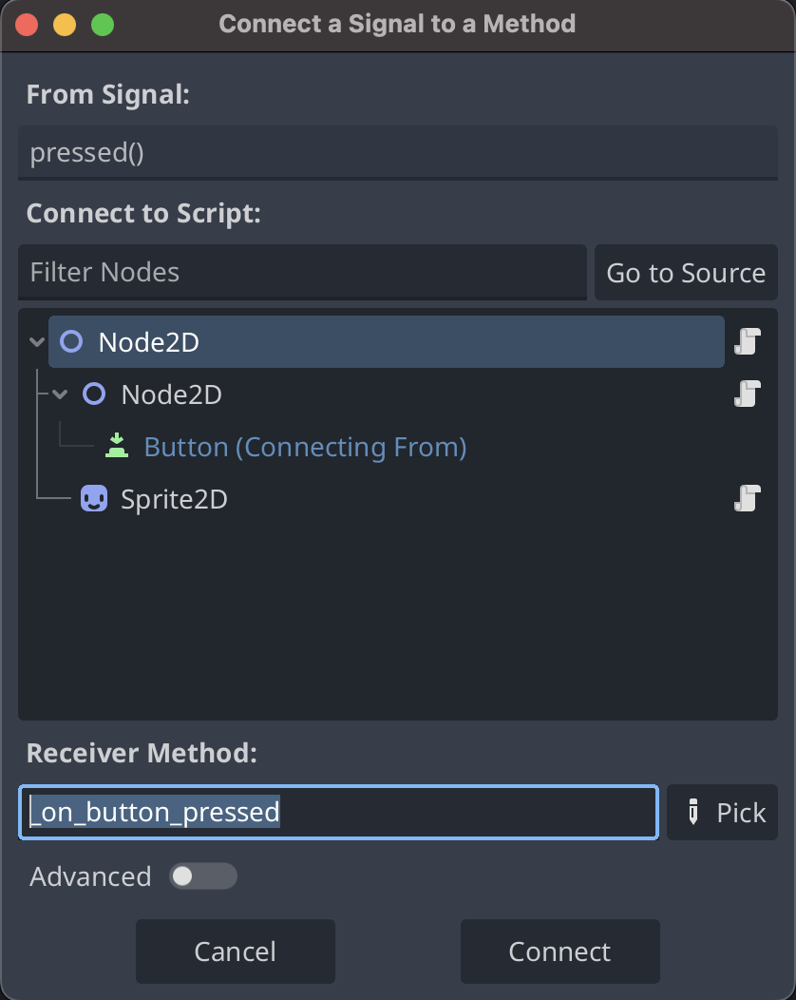 Connect a Signal to a Method
From Signal:
pressed()
Connect to Script:
Filter Nodes
Go to Source
Node2D
Node2D
Button (Connecting From)
Sprite2D
Receiver Method:
_on_button_pressed
Pick
Advanced
Cancel
Connect